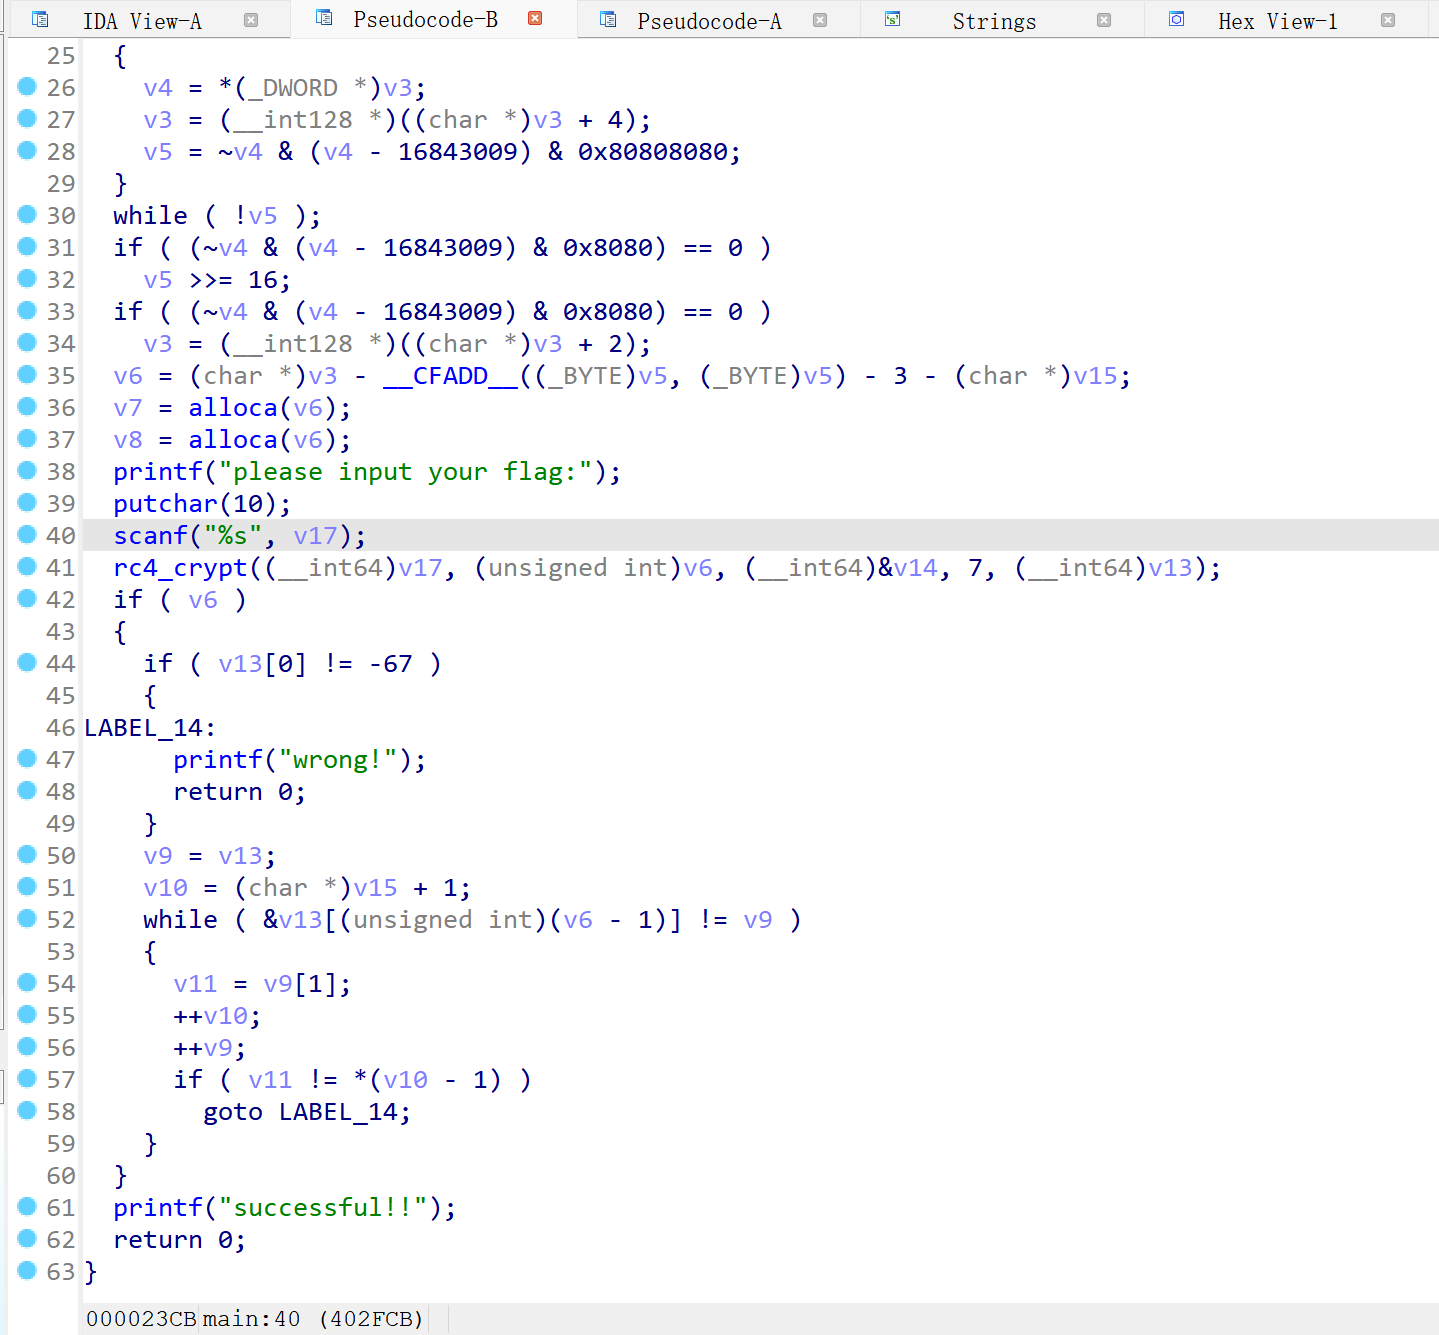 IDA View-A Pseudocode-B Pseudocode-A Strings Hex View-1
25 {
26 v4 = *(_DWORD *)v3;
27 v3 = (__int128 *)((char *)v3 + 4);
28 v5 = ~v4 & (v4 - 16843009) & 0x80808080;
29 }
30 while ( !v5 );
31 if ( (~v4 & (v4 - 16843009) & 0x8080) == 0 )
32 v5 >>= 16;
33 if ( (~v4 & (v4 - 16843009) & 0x8080) == 0 )
34 v3 = (__int128 *)((char *)v3 + 2);
35 v6 = (char *)v3 - __CFADD__((_BYTE)v5, (_BYTE)v5) - 3 - (char *)v15;
36 v7 = alloca(v6);
37 v8 = alloca(v6);
38 printf("please input your flag:");
39 putchar(10);
40 scanf("%s", v17);
41 rc4_crypt((__int64)v17, (unsigned int)v6, (__int64)&v14, 7, (__int64)v13);
42 if ( v6 )
43 {
44 if ( v13[0] != -67 )
45 {
46 LABEL_14:
47 printf("wrong!");
48 return 0;
49 }
50 v9 = v13;
51 v10 = (char *)v15 + 1;
52 while ( &v13[(unsigned int)(v6 - 1)] != v9 )
53 {
54 v11 = v9[1];
55 ++v10;
56 ++v9;
57 if ( v11 != *(v10 - 1) )
58 goto LABEL_14;
59 }
60 }
61 printf("successful!!");
62 return 0;
63 }
000023CB main:40 (402FCB)